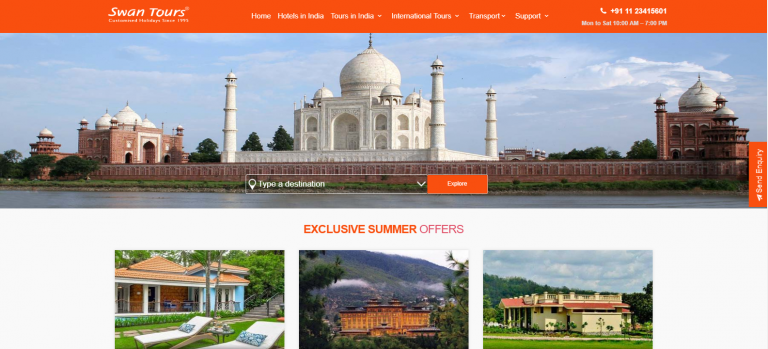 Swan Tours®
Customised Holidays Since 1995
Home Hotels in India Tours in India International Tours Transport Support
+91 11 23415601
Mon to Sat 10:00 AM – 7:00 PM
Type a destination
Explore
Send Enquiry
EXCLUSIVE SUMMER OFFERS